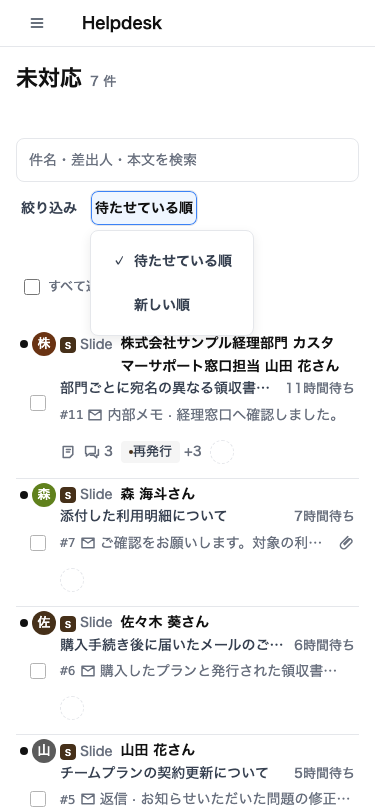 Helpdesk
未対応 7 件
件名・差出人・本文を検索
絞り込み 待たせている順
✓ 待たせている順
新しい順
すべて
株 s Slide 株式会社サンプル経理部門 カスタ
マーサポート窓口担当 山田 花さん
部門ごとに宛名の異なる領収書… 11時間待ち
#11 内部メモ · 経理窓口へ確認しました。
3 •再発行 +3
森 s Slide 森 海斗さん
添付した利用明細について 7時間待ち
#7 ご確認をお願いします。対象の利…
佐 s Slide 佐々木 葵さん
購入手続き後に届いたメールのご… 6時間待ち
#6 購入したプランと発行された領収書…
山 s Slide 山田 花さん
チームプランの契約更新について 5時間待ち
#5 返信 · お知らせいただいた問題の修正…